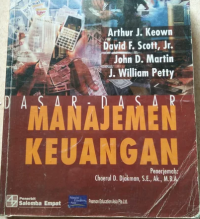 Arthur J. Keown
David F. Scott, Jr.
John D. Martin
J. William Petty
DASAR-DASAR
MANAJEMEN
KEUANGAN
Penerjemah:
Chaerul D. Djakman, S.E., Ak., M.B.A
Penerbit
Salemba Empat
Pearson Education Asia Pte. Ltd.